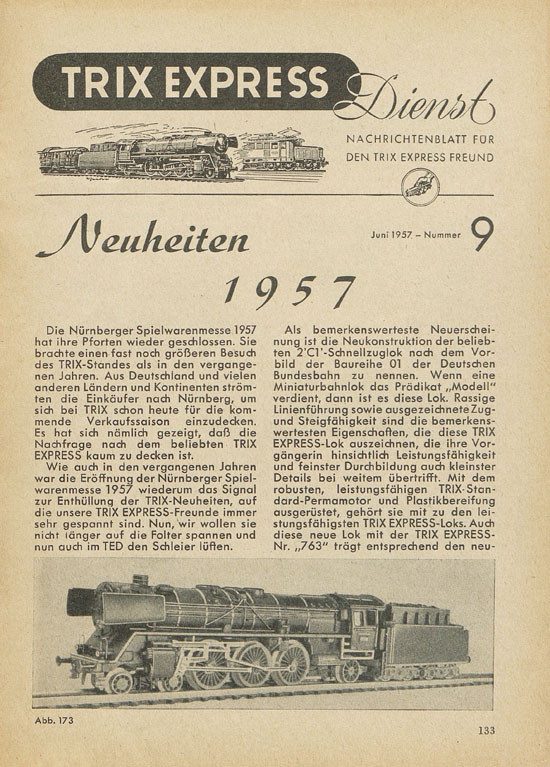 TRIX EXPRESS
Dienst
NACHRICHTENBLATT FÜR
DEN TRIX EXPRESS FREUND
Juni 1957 – Nummer 9
Neuheiten
1957
Die Nürnberger Spielwarenmesse 1957
hat ihre Pforten wieder geschlossen. Sie
brachte einen fast noch größeren Besuch
des TRIX-Standes als in den vergange-
nen Jahren. Aus Deutschland und vielen
anderen Ländern und Kontinenten ström-
ten die Einkäufer nach Nürnberg, um
sich bei TRIX schon heute für die kom-
mende Verkaufssaison einzudecken.
Es hat sich nämlich gezeigt, daß die
Nachfrage nach dem beliebten TRIX
EXPRESS kaum zu decken ist.
Wie auch in den vergangenen Jahren
war die Eröffnung der Nürnberger Spiel-
warenmesse 1957 wiederum das Signal
zur Enthüllung der TRIX-Neuheiten, auf
die unsere TRIX EXPRESS-Freunde immer
sehr gespannt sind. Nun, wir wollen sie
nicht länger auf die Folter spannen und
nun auch im TED den Schleier lüften.
Als bemerkenswerteste Neuerschei-
nung ist die Neukonstruktion der belieb-
ten 2'C1'-Schnellzuglok nach dem Vor-
bild der Baureihe 01 der Deutschen
Bundesbahn zu nennen. Wenn eine
Miniaturbahnlok das Prädikat „Modell"
verdient, dann ist es diese Lok. Rassige
Linienführung sowie ausgezeichnete Zug-
und Steigfähigkeit sind die bemerkens-
wertesten Eigenschaften, die diese TRIX
EXPRESS-Lok auszeichnen, die ihre Vor-
gängerin hinsichtlich Leistungsfähigkeit
und feinster Durchbildung auch kleinster
Details bei weitem übertrifft. Mit dem
robusten, leistungsfähigen TRIX-Stan-
dard-Permamotor und Plastikbereifung
ausgerüstet, gehört sie mit zu den lei-
stungsfähigsten TRIX EXPRESS-Loks. Auch
diese neue Lok mit der TRIX EXPRESS-
Nr. „763" trägt entsprechend den neu-
Abb. 173
133